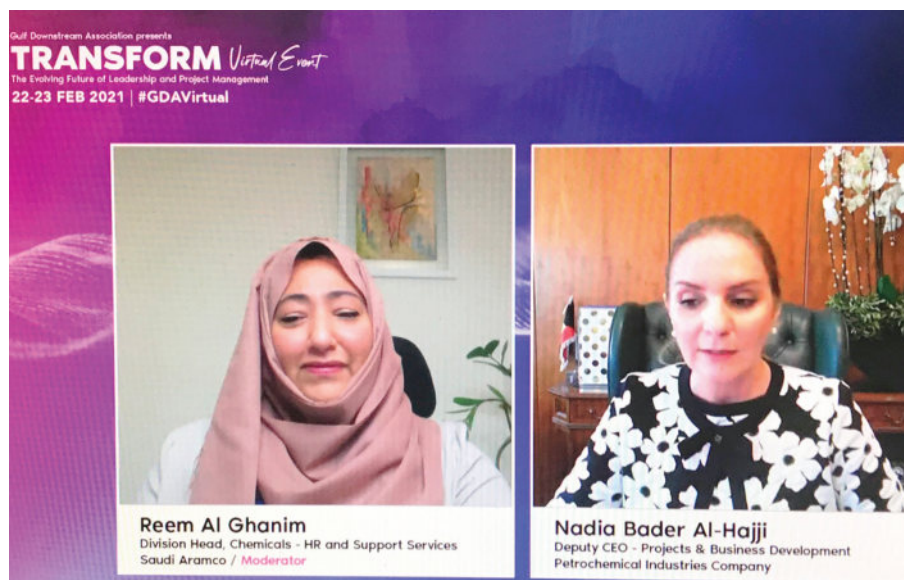 Gulf Downstream Association presents
TRANSFORM Virtual Event
The Evolving Future of Leadership and Project Management
22-23 FEB 2021 | #GDAVirtual
Reem Al Ghanim
Division Head, Chemicals - HR and Support Services
Saudi Aramco / Moderator
Nadia Bader Al-Hajji
Deputy CEO - Projects & Business Development
Petrochemical Industries Company